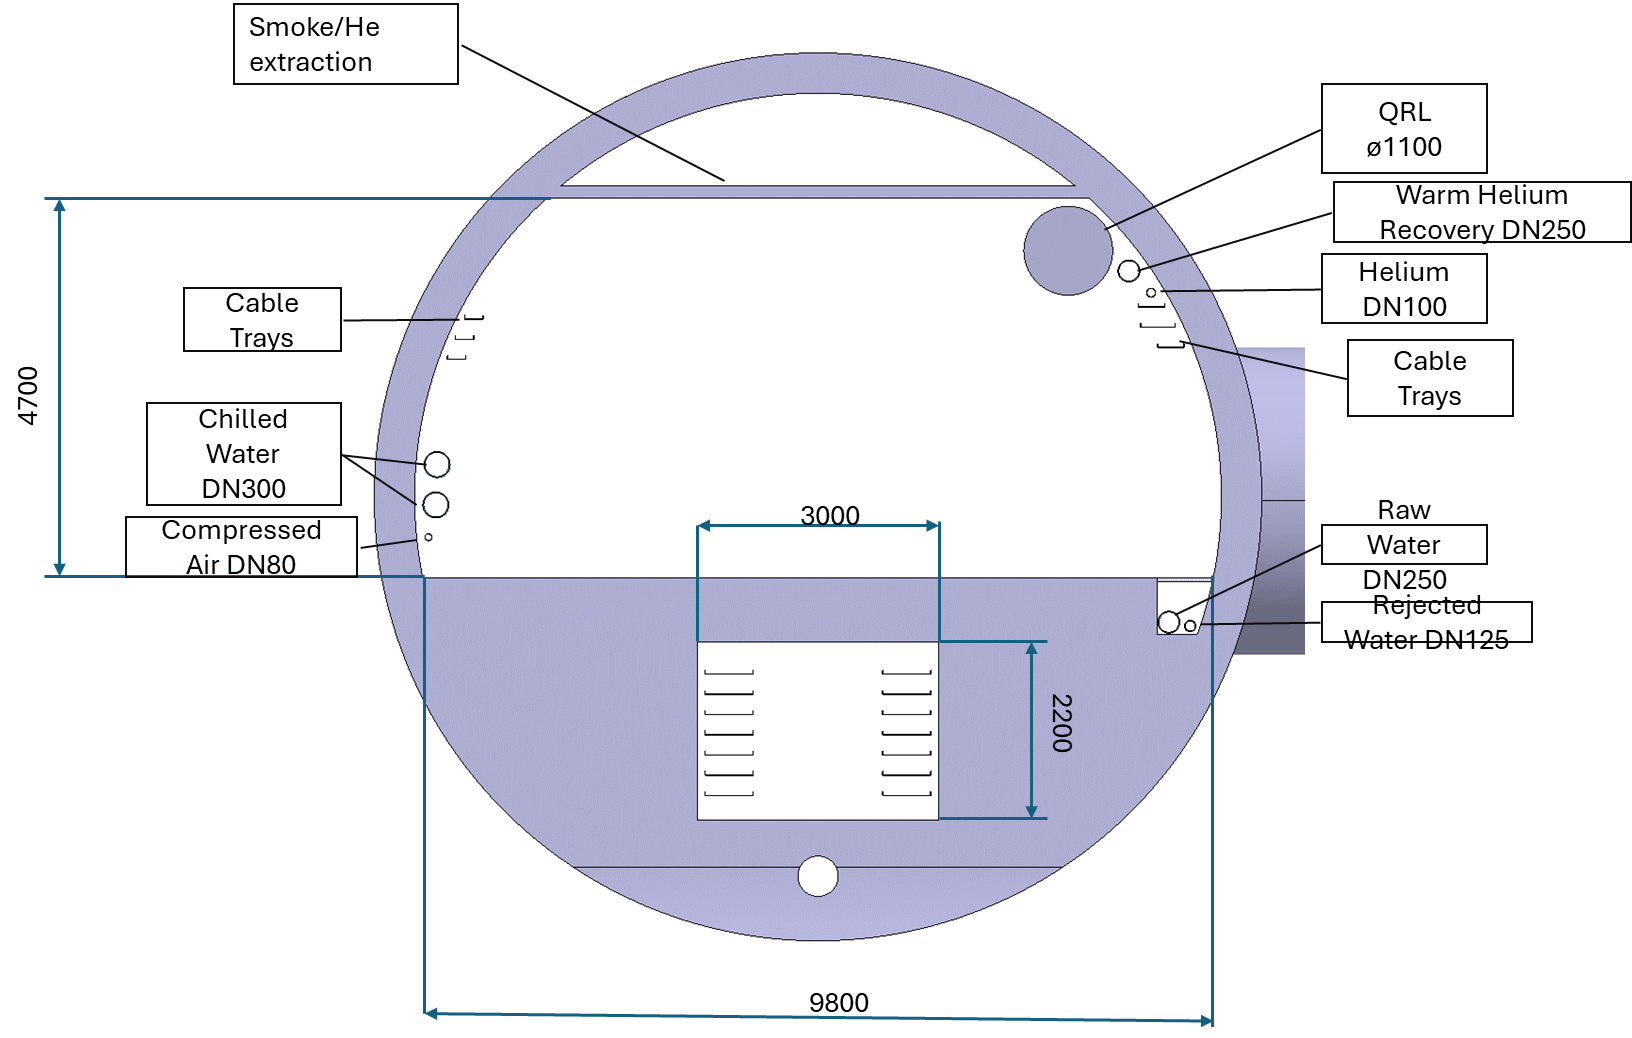 Smoke/He
extraction
QRL
ø1100
Warm Helium
Recovery DN250
Helium
DN100
Cable
Trays
Cable
Trays
4700
Chilled
Water
DN300
Compressed
Air DN80
3000
Raw
Water
DN250
Rejected
Water DN125
2200
9800